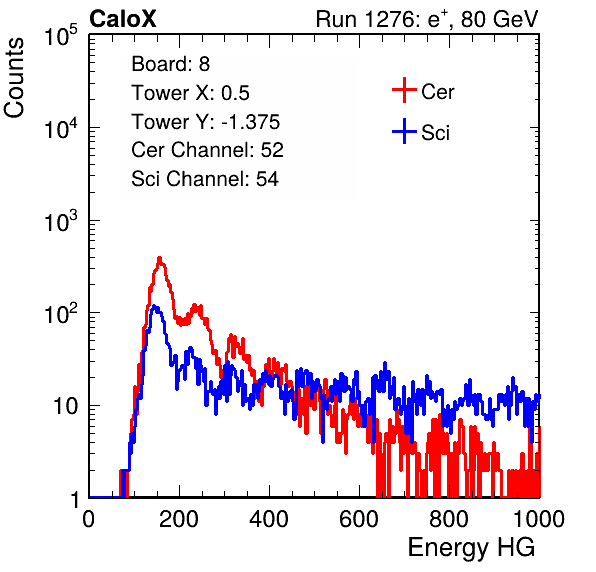 CaloX Run 1276: e+, 80 GeV
Counts
Board: 8
Tower X: 0.5
Tower Y: -1.375
Cer Channel: 52
Sci Channel: 54
Cer
Sci
10^5
10^4
10^3
10^2
10
1
0 200 400 600 800 1000
Energy HG